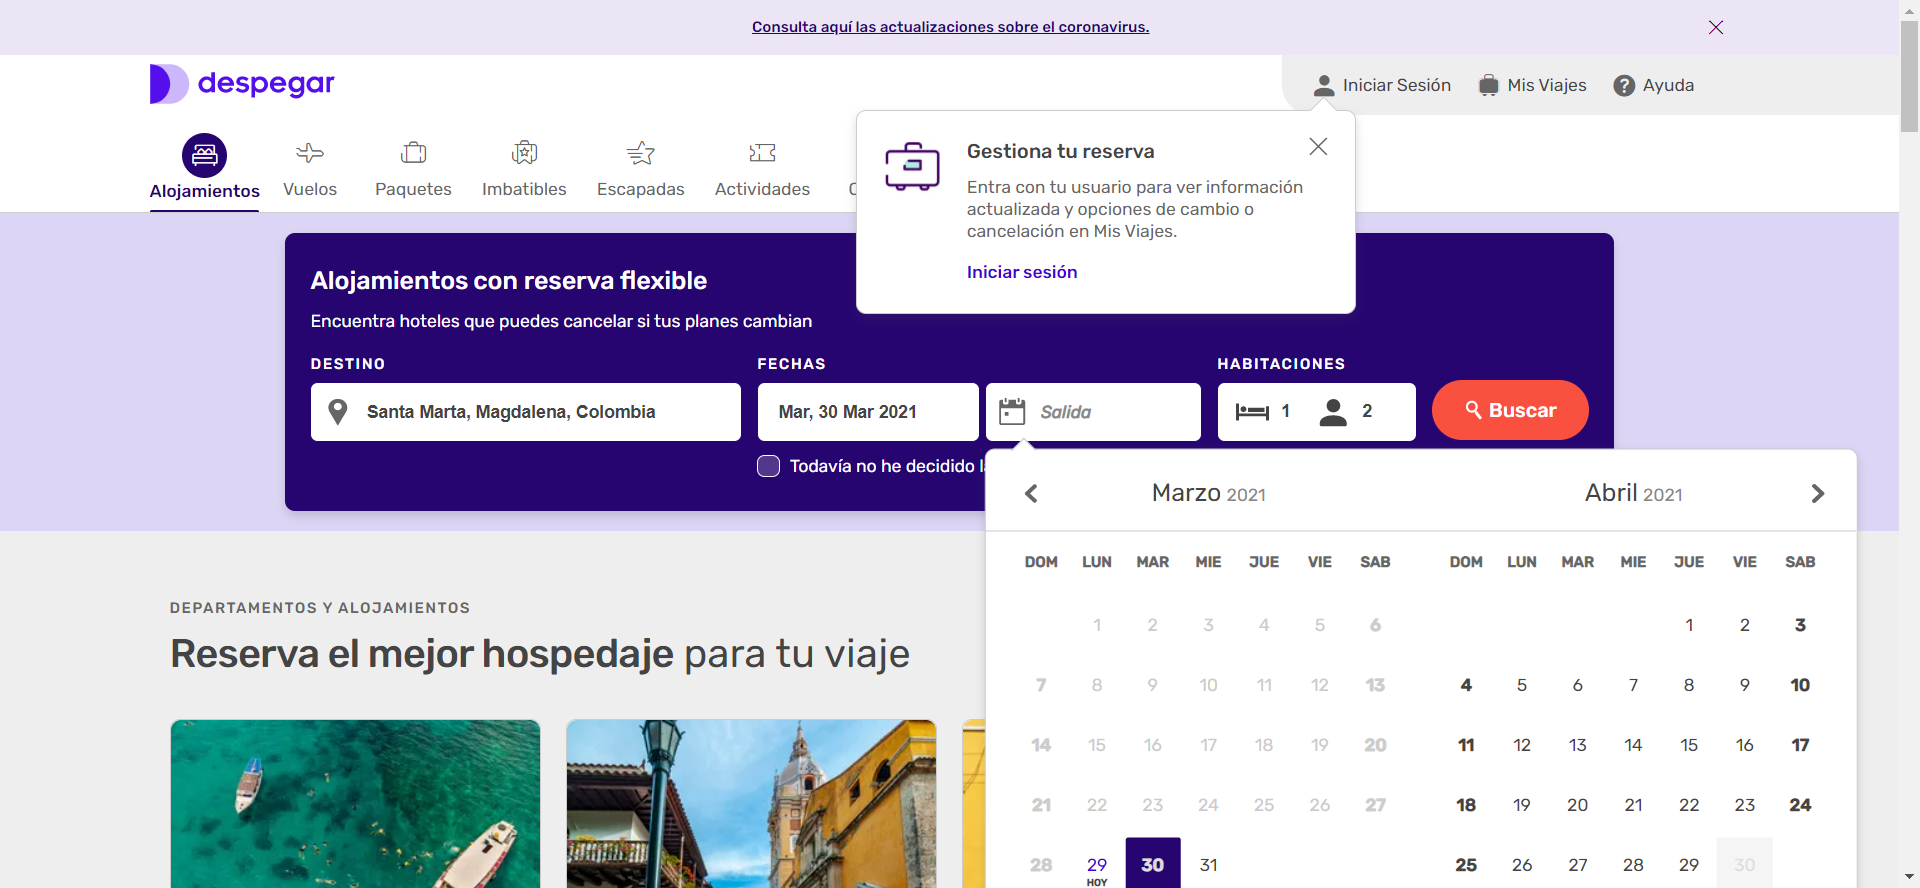 Consulta aquí las actualizaciones sobre el coronavirus.
despegar
Iniciar Sesión
Mis Viajes
Ayuda
Alojamientos
Vuelos
Paquetes
Imbatibles
Escapadas
Actividades
Gestiona tu reserva
Entra con tu usuario para ver información
actualizada y opciones de cambio o
cancelación en Mis Viajes.
Iniciar sesión
Alojamientos con reserva flexible
Encuentra hoteles que puedes cancelar si tus planes cambian
DESTINO
FECHAS
HABITACIONES
Santa Marta, Magdalena, Colombia
Mar, 30 Mar 2021
Salida
1
2
Buscar
Todavía no he decidido
Marzo 2021
Abril 2021
DOM LUN MAR MIE JUE VIE SAB
DOM LUN MAR MIE JUE VIE SAB
1 2 3 4 5 6
1 2 3
7 8 9 10 11 12 13
4 5 6 7 8 9 10
14 15 16 17 18 19 20
11 12 13 14 15 16 17
21 22 23 24 25 26 27
18 19 20 21 22 23 24
28 29 30 31
HOY
25 26 27 28 29 30
DEPARTAMENTOS Y ALOJAMIENTOS
Reserva el mejor hospedaje para tu viaje